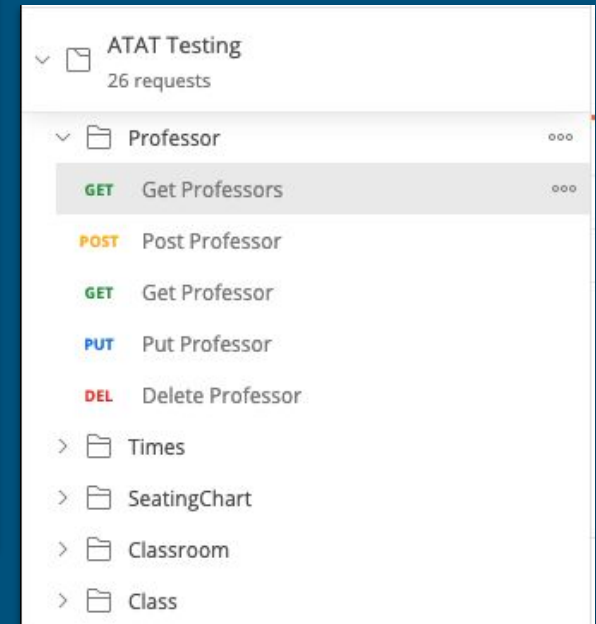 ATAT Testing
26 requests
Professor
GET Get Professors
POST Post Professor
GET Get Professor
PUT Put Professor
DEL Delete Professor
Times
SeatingChart
Classroom
Class